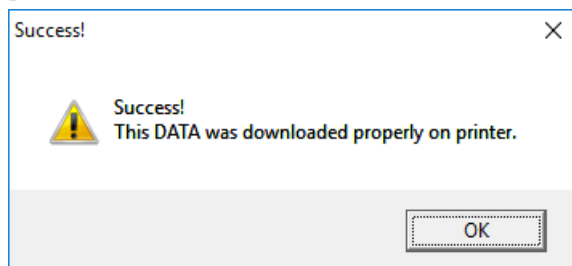 Success!
Success!
This DATA was downloaded properly on printer.
OK